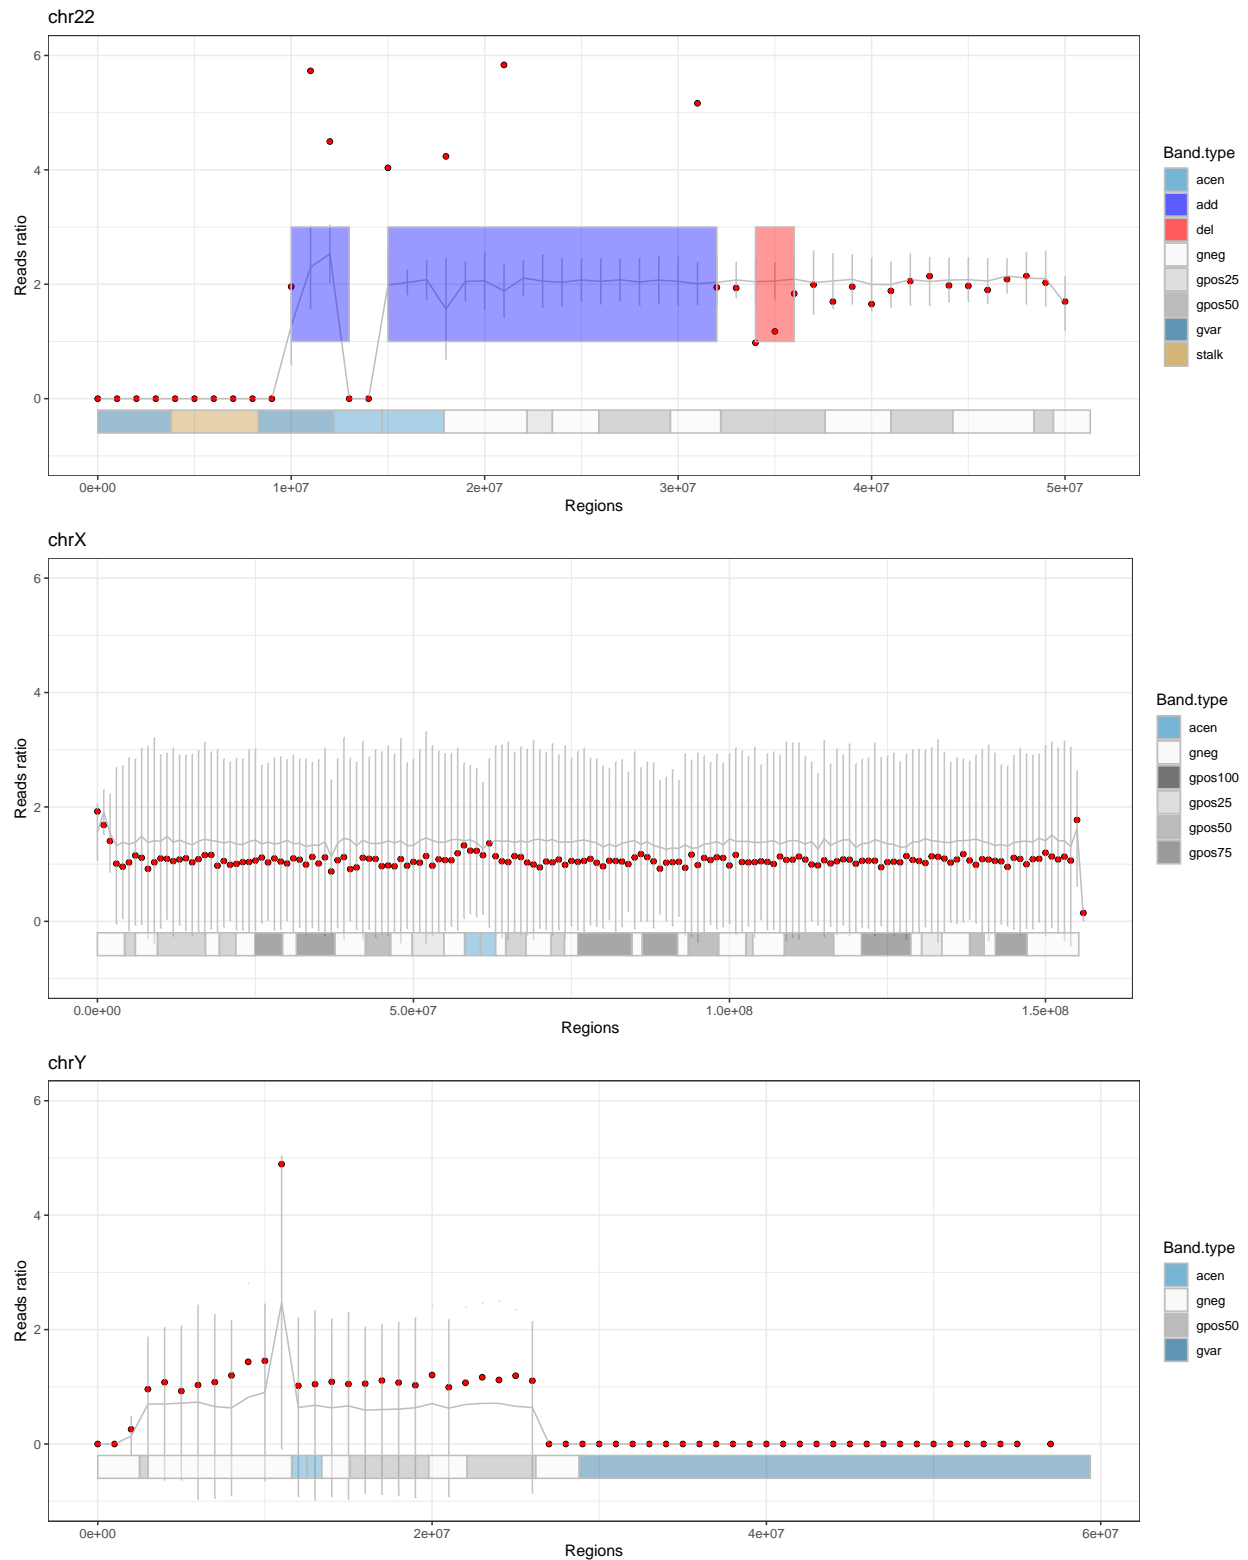 chr22
Reads ratio
6
4
2
0
0e+00 1e+07 2e+07 3e+07 4e+07 5e+07
Regions
Band.type
acen
add
del
gneg
gpos25
gpos50
gvar
stalk
chrX
Reads ratio
6
4
2
0
0.0e+00 5.0e+07 1.0e+08 1.5e+08
Regions
Band.type
acen
gneg
gpos100
gpos25
gpos50
gpos75
chrY
Reads ratio
6
4
2
0
0e+00 2e+07 4e+07 6e+07
Regions
Band.type
acen
gneg
gpos50
gvar